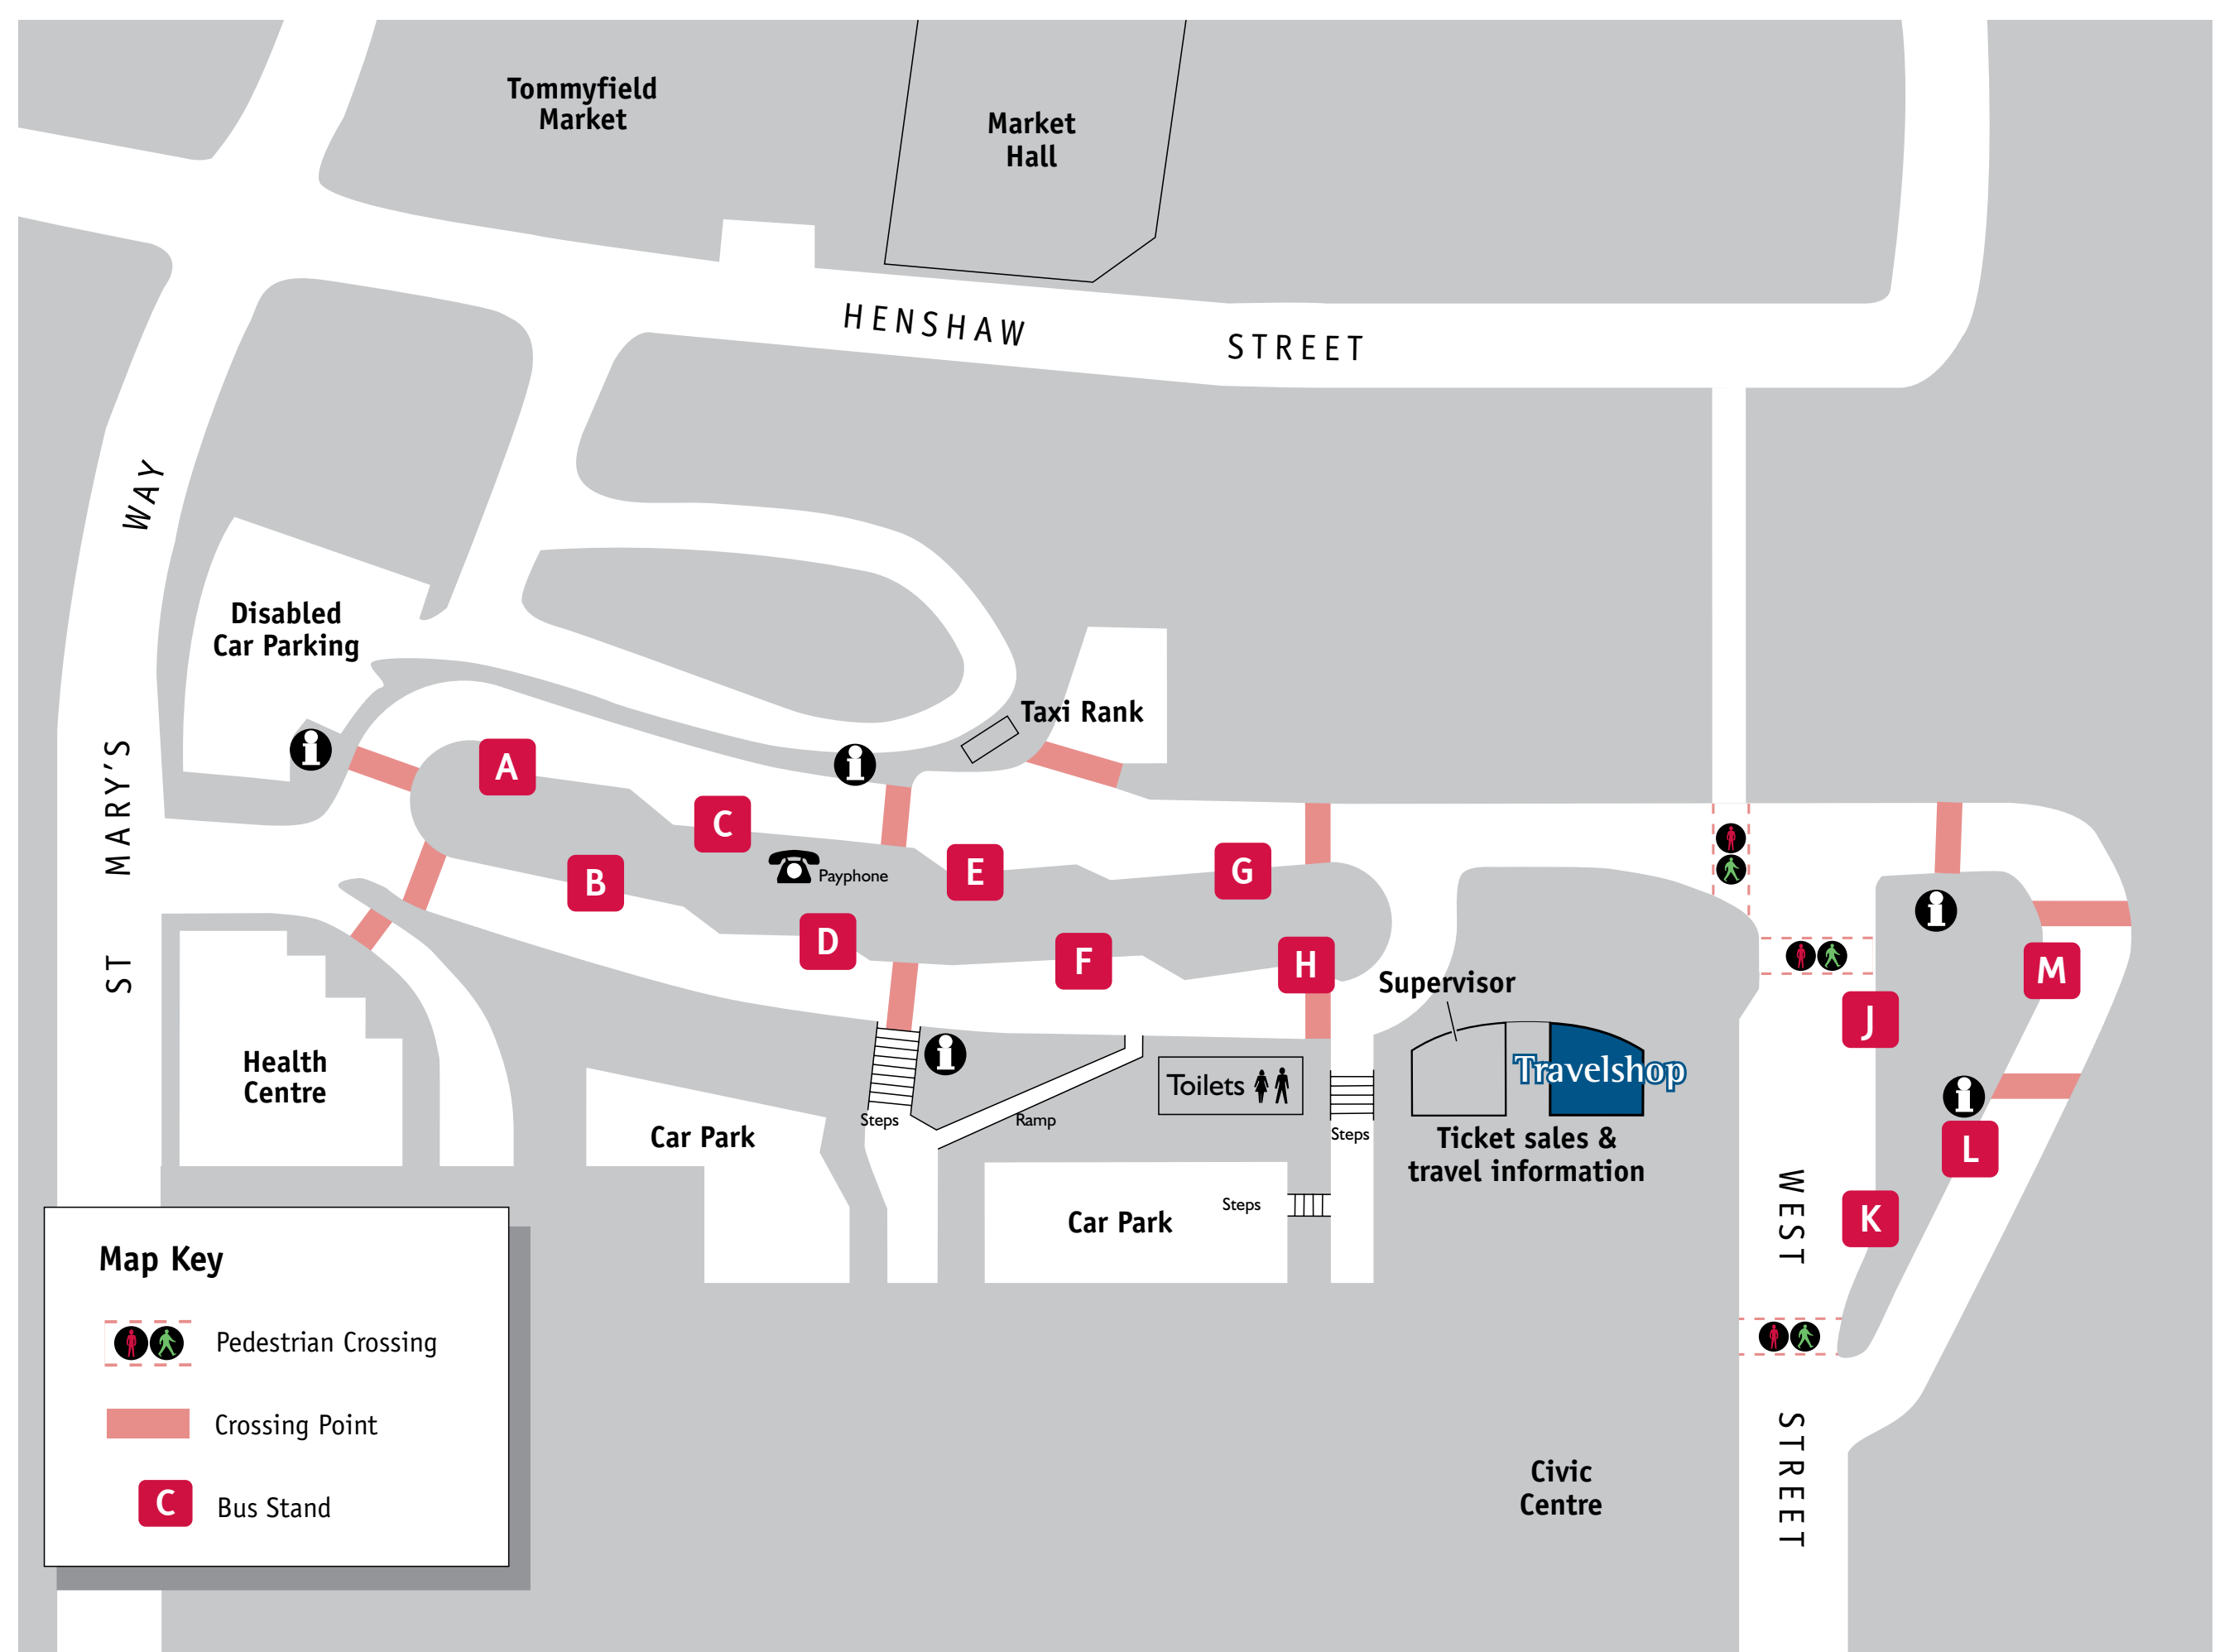 Tommyfield
Market
Market
Hall
HENSHAW STREET
WAY
Disabled
Car Parking
Taxi Rank
ST MARY'S
A
C
B
Payphone
E
G
D
F
H
M
J
Supervisor
Travelshop
Toilets
Health
Centre
Steps
Ramp
Steps
Car Park
Ticket sales &
travel information
L
K
WEST
STREET
Steps
Car Park
Map Key
Pedestrian Crossing
Crossing Point
C
Bus Stand
Civic
Centre